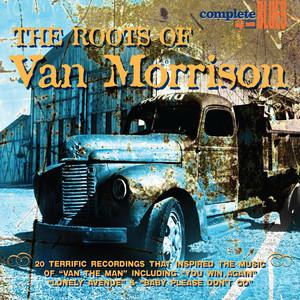 complete
BLUES
THE ROOTS OF
Van Morrison
20 TERRIFIC RECORDINGS THAT INSPIRED THE MUSIC
OF "VAN THE MAN" INCLUDING "YOU WIN AGAIN"
"LONELY AVENUE" & "BABY PLEASE DON'T GO"